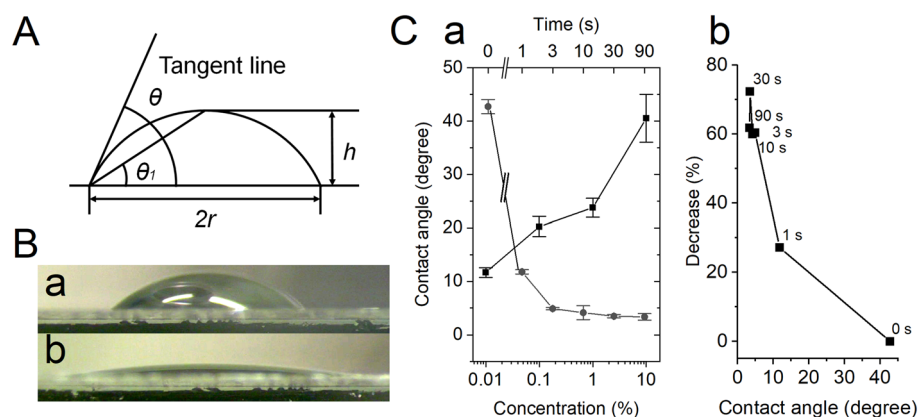 A
Tangent line
θ
θ1
h
2r
B
a
b
C
a
Time (s)
0 1 3 10 30 90
Contact angle (degree)
50
40
30
20
10
0
0.01 0.1 1 10
Concentration (%)
b
Decrease (%)
80
60
40
20
0
30 s
90 s
3 s
10 s
1 s
0 s
0 10 20 30 40
Contact angle (degree)